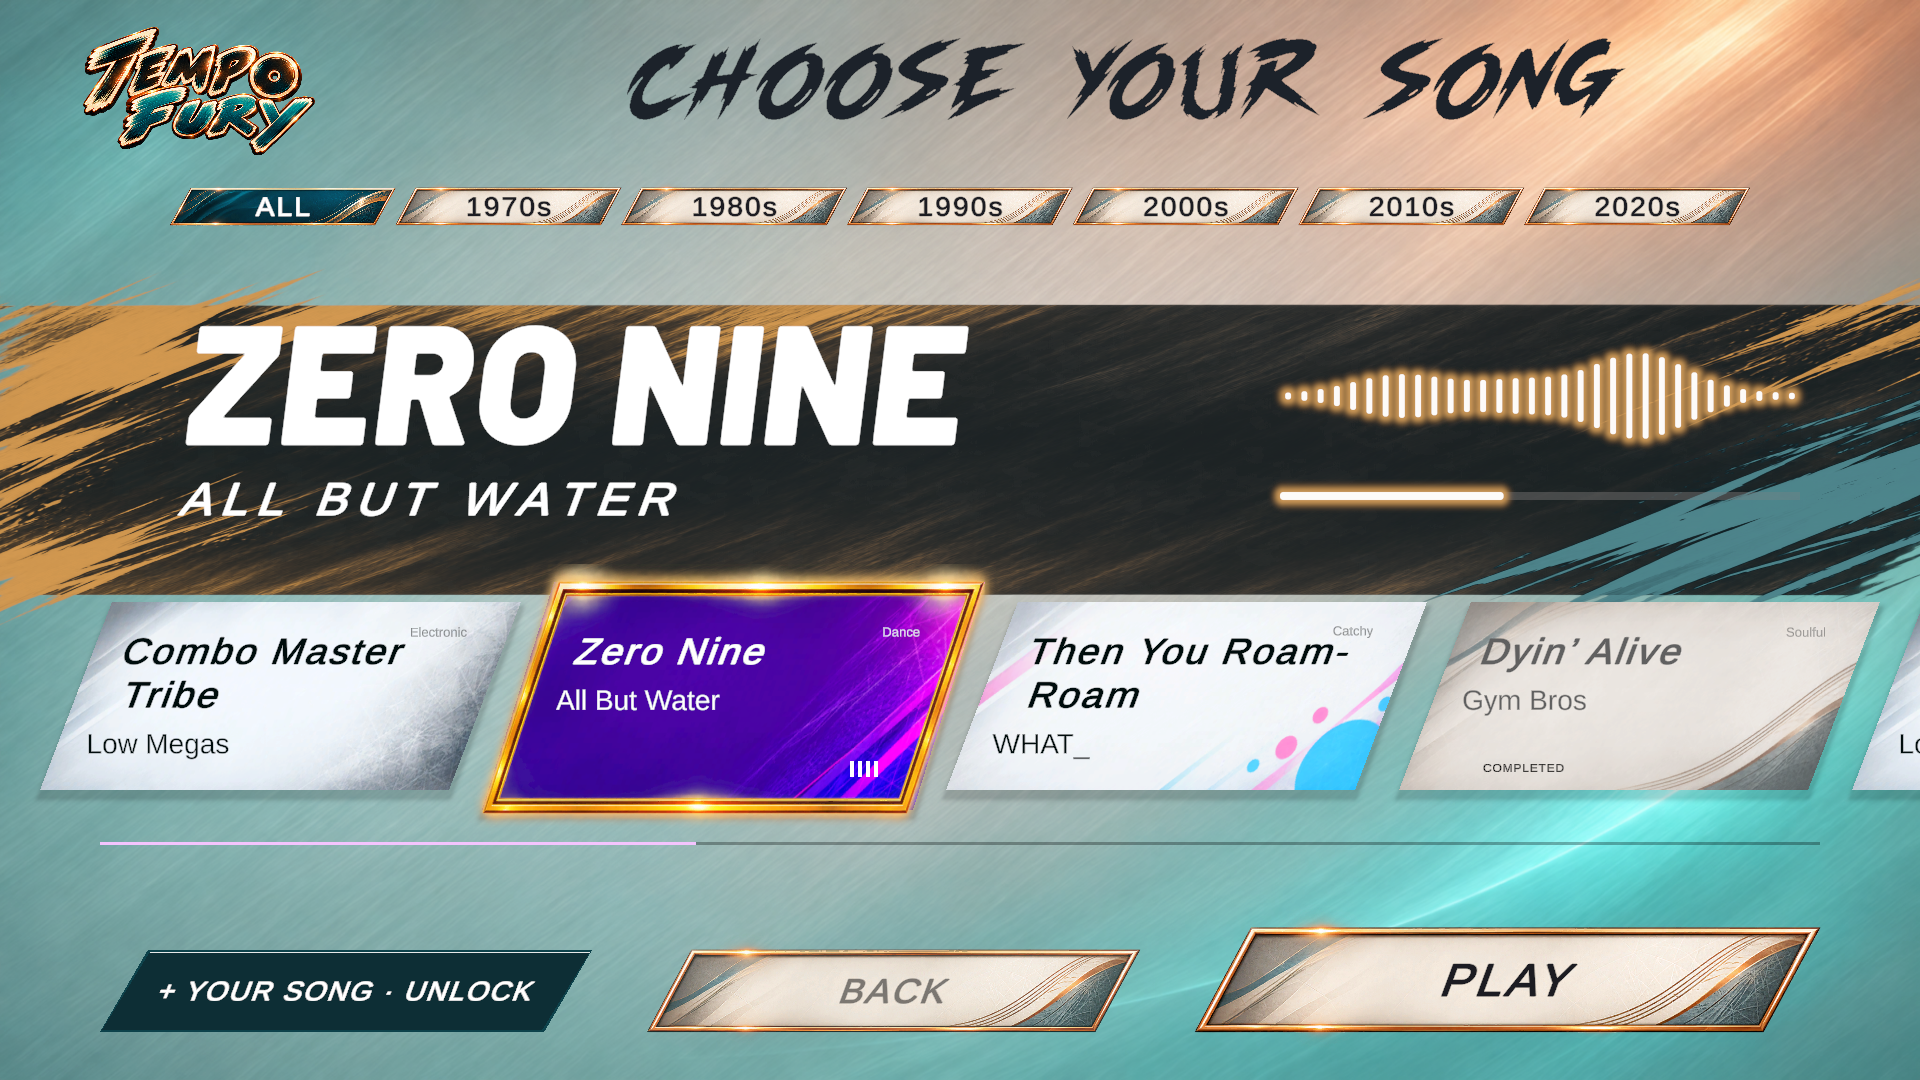 TEMPO
FURY
CHOOSE YOUR SONG
ALL
1970s
1980s
1990s
2000s
2010s
2020s
ZERO NINE
ALL BUT WATER
Electronic
Combo Master
Tribe
Low Megas
Dance
Zero Nine
All But Water
Catchy
Then You Roam-
Roam
WHAT_
Soulful
Dyin’ Alive
Gym Bros
COMPLETED
+ YOUR SONG · UNLOCK
BACK
PLAY